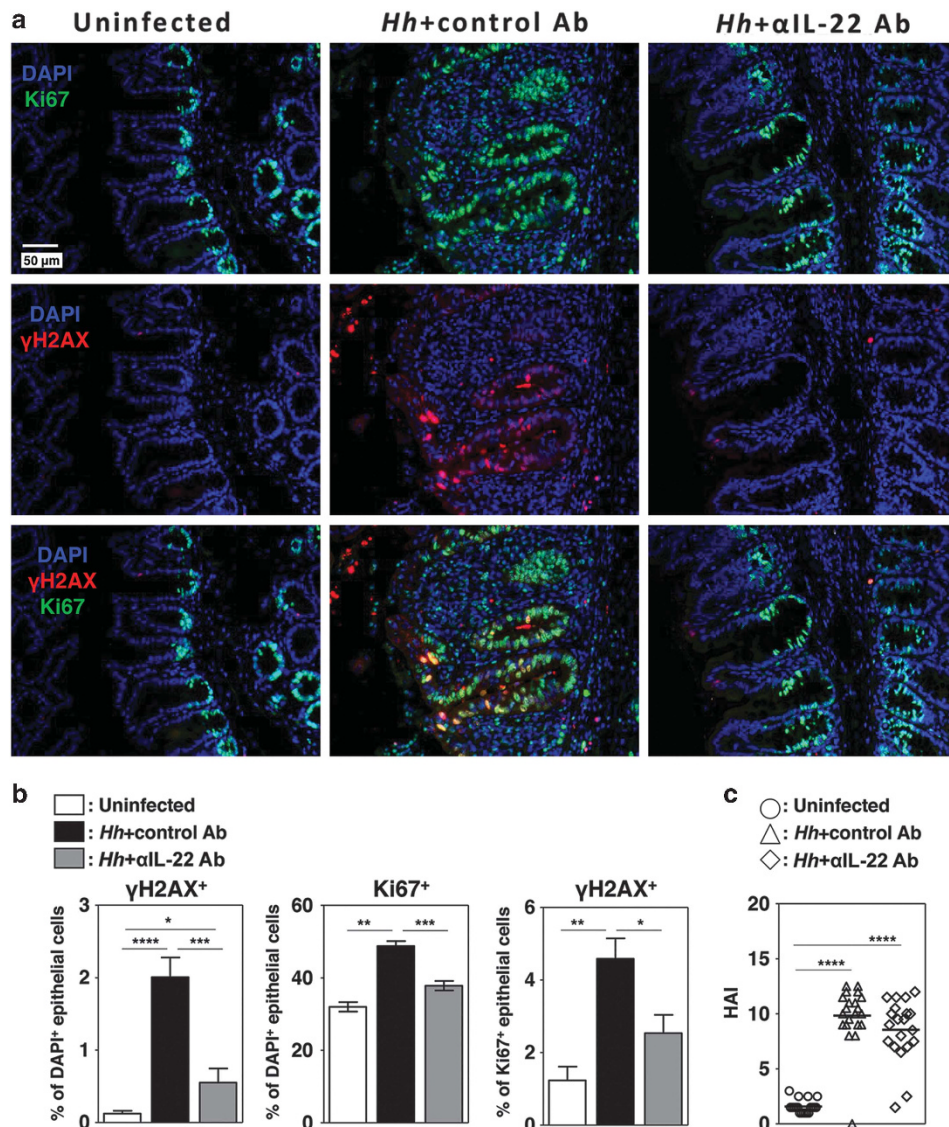 a
Uninfected
Hh+control Ab
Hh+αIL-22 Ab
DAPI
Ki67
50 µm
DAPI
γH2AX
DAPI
γH2AX
Ki67
b
: Uninfected
: Hh+control Ab
: Hh+αIL-22 Ab
γH2AX⁺
% of DAPI⁺ epithelial cells
3
2
1
0
*
**** ***
Ki67⁺
% of DAPI⁺ epithelial cells
60
40
20
0
** ***
γH2AX⁺
% of Ki67⁺ epithelial cells
6
4
2
0
** *
c
: Uninfected
: Hh+control Ab
: Hh+αIL-22 Ab
HAI
20
15
10
5
0
****
****